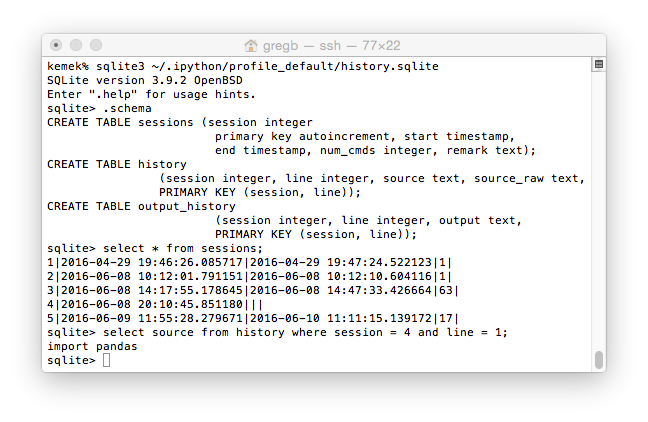 gregb — ssh — 77×22
kemek% sqlite3 ~/.ipython/profile_default/history.sqlite
SQLite version 3.9.2 OpenBSD
Enter ".help" for usage hints.
sqlite> .schema
CREATE TABLE sessions (session integer
primary key autoincrement, start timestamp,
end timestamp, num_cmds integer, remark text);
CREATE TABLE history
(session integer, line integer, source text, source_raw text,
PRIMARY KEY (session, line));
CREATE TABLE output_history
(session integer, line integer, output text,
PRIMARY KEY (session, line));
sqlite> select * from sessions;
1|2016-04-29 19:46:26.085717|2016-04-29 19:47:24.522123|1|
2|2016-06-08 10:12:01.791151|2016-06-08 10:12:10.604116|1|
3|2016-06-08 14:17:55.178645|2016-06-08 14:47:33.426664|63|
4|2016-06-08 20:10:45.851180|||
5|2016-06-09 11:55:28.279671|2016-06-10 11:11:15.139172|17|
sqlite> select source from history where session = 4 and line = 1;
import pandas
sqlite>